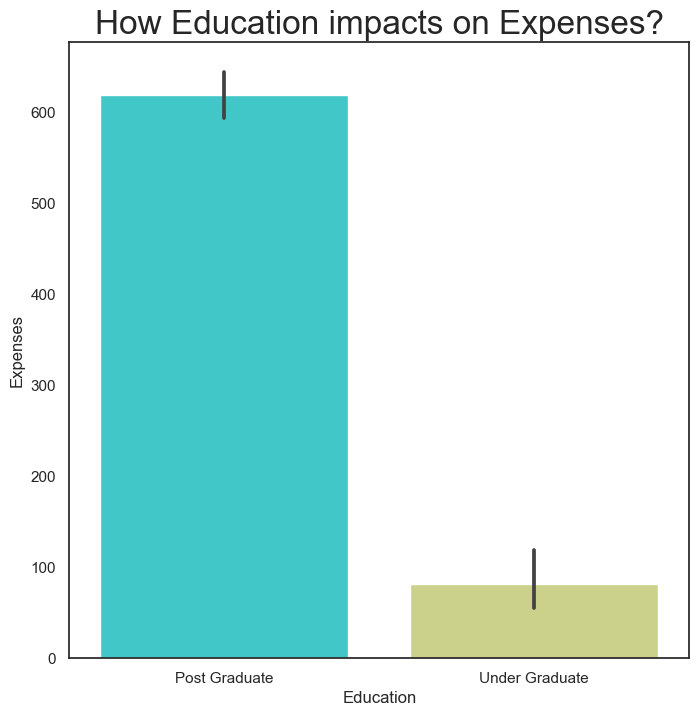 How Education impacts on Expenses?
600
500
400
300
200
100
0
Expenses
Post Graduate
Under Graduate
Education